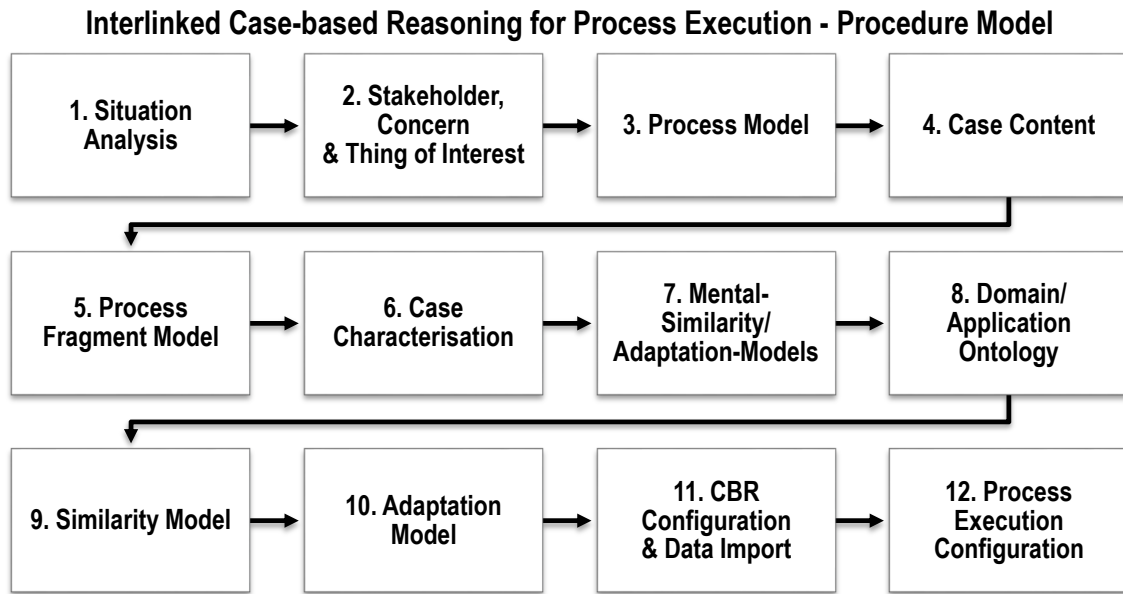 Interlinked Case-based Reasoning for Process Execution - Procedure Model
1. Situation
Analysis
2. Stakeholder,
Concern
& Thing of Interest
3. Process Model
4. Case Content
5. Process
Fragment Model
6. Case
Characterisation
7. Mental-
Similarity/
Adaptation-Models
8. Domain/
Application
Ontology
9. Similarity Model
10. Adaptation
Model
11. CBR
Configuration
& Data Import
12. Process
Execution
Configuration